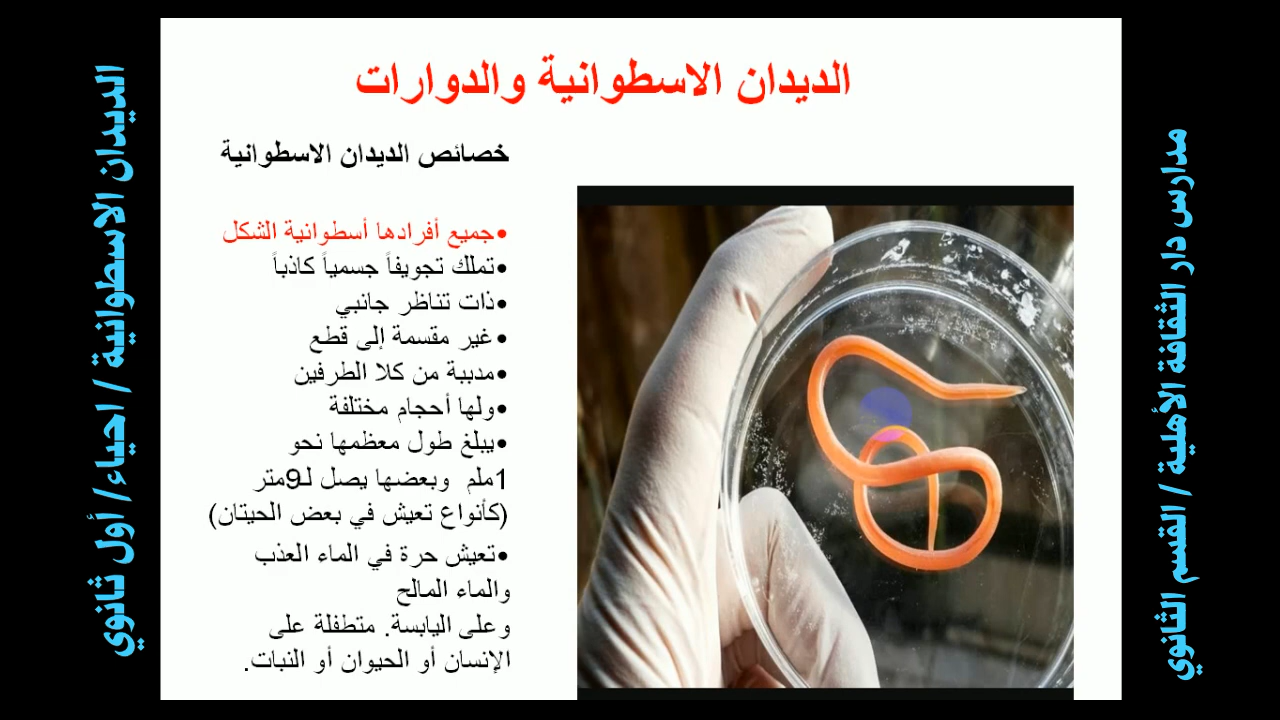 الديدان الاسطوانية والدوارات
خصائص الديدان الاسطوانية
•جميع أفرادها أسطوانية الشكل
•تملك تجويفاً جسمياً كاذباً
•ذات تناظر جانبي
•غير مقسمة إلى قطع
•مدببة من كلا الطرفين
•ولها أحجام مختلفة
•يبلغ طول معظمها نحو
1ملم وبعضها يصل لـ9متر
(كأنواع تعيش في بعض الحيتان)
•تعيش حرة في الماء العذب
والماء المالح
وعلى اليابسة. متطفلة على
الإنسان أو الحيوان أو النبات.
مدارس دار الثقافة الأهلية / القسم الثانوي
الديدان الاسطوانية / احياء/ أول ثانوي